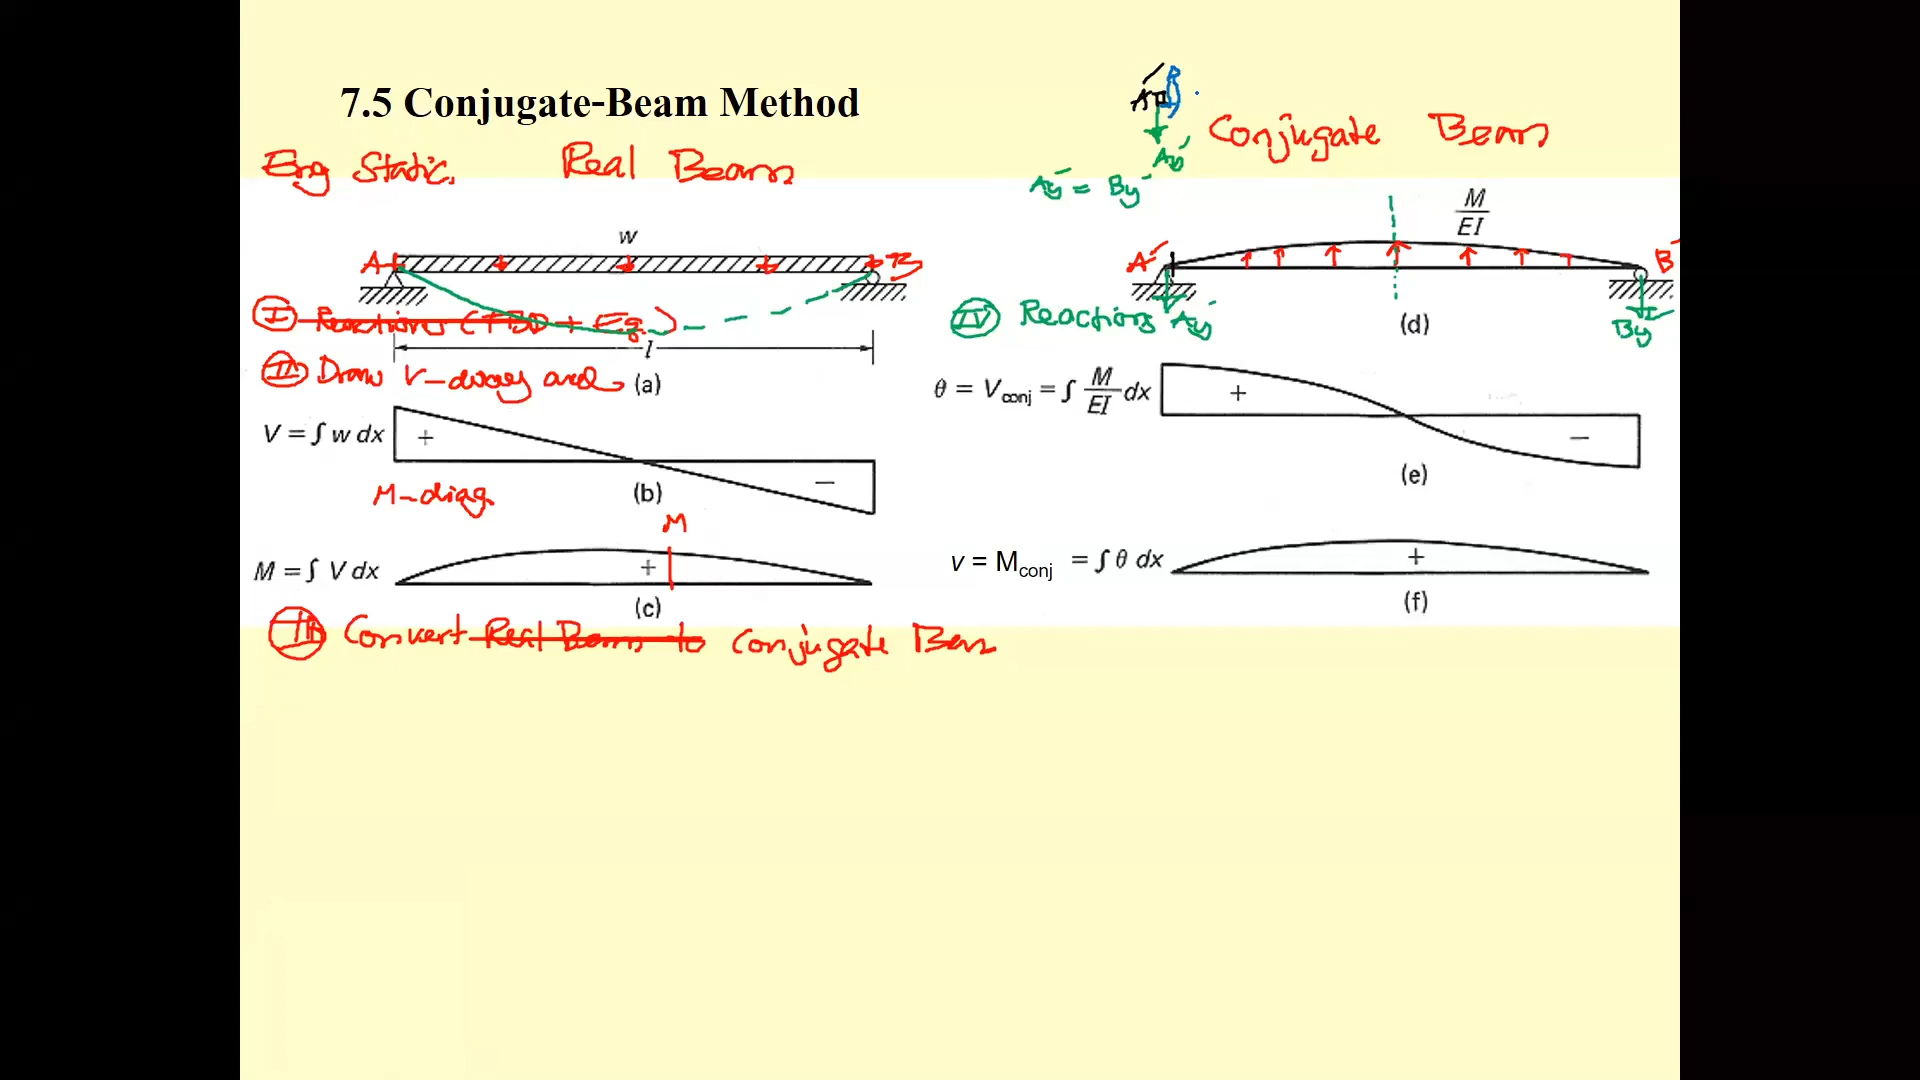 7.5 Conjugate-Beam Method
Eng Static.
Real Beam
A
w
B
I Reactions (FBD + Eq.)
l
II Draw V-diag and
(a)
V = ∫ w dx
+
−
M-diag.
(b)
M
M = ∫ V dx
+
(c)
III Convert Real Beam to Conjugate Beam
A'
Ay'
Ay' = By'
Conjugate Beam
M/EI
A'
B'
IV Reactions
Ay'
By'
(d)
θ = Vconj = ∫ M/EI dx
+
−
(e)
v = Mconj = ∫ θ dx
+
(f)